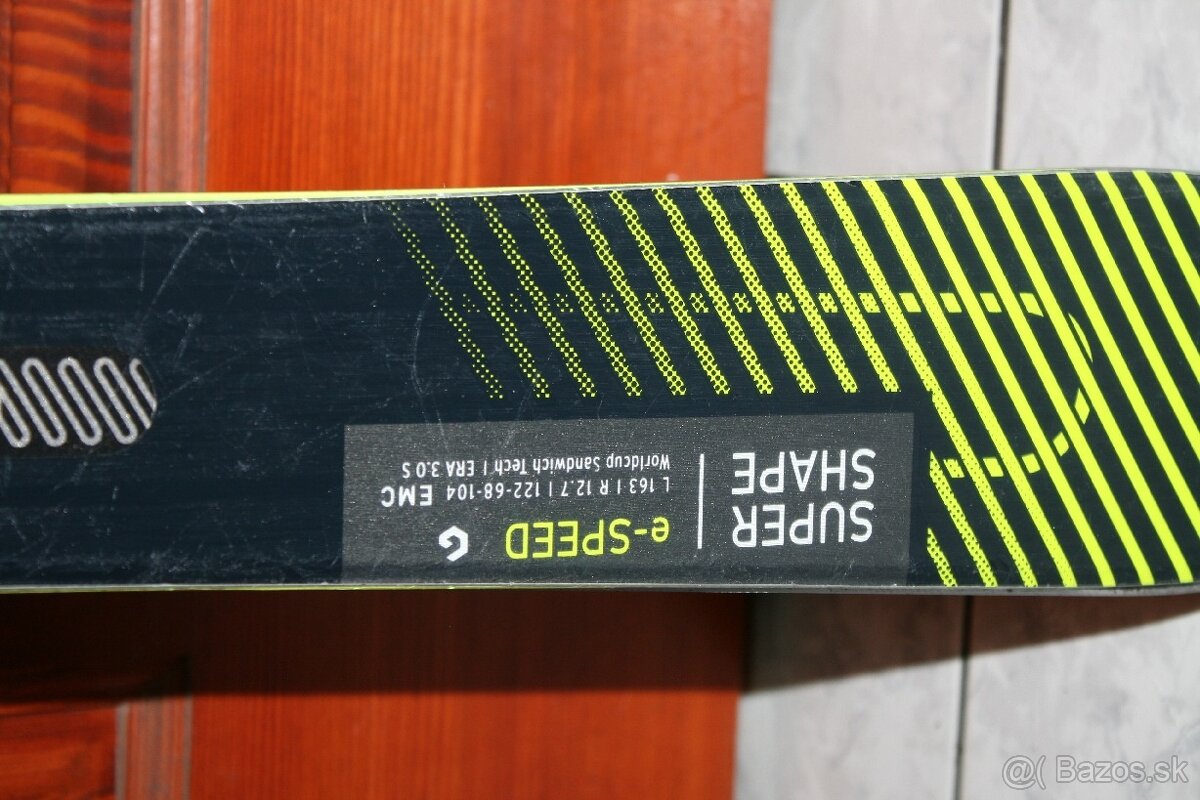 SUPER
SHAPE
e-SPEED
L 163 I R 12.7 I 122-68-104 EMC
Worldcup Sandwich Tech I ERA 3.0 S
@( Bazos.sk